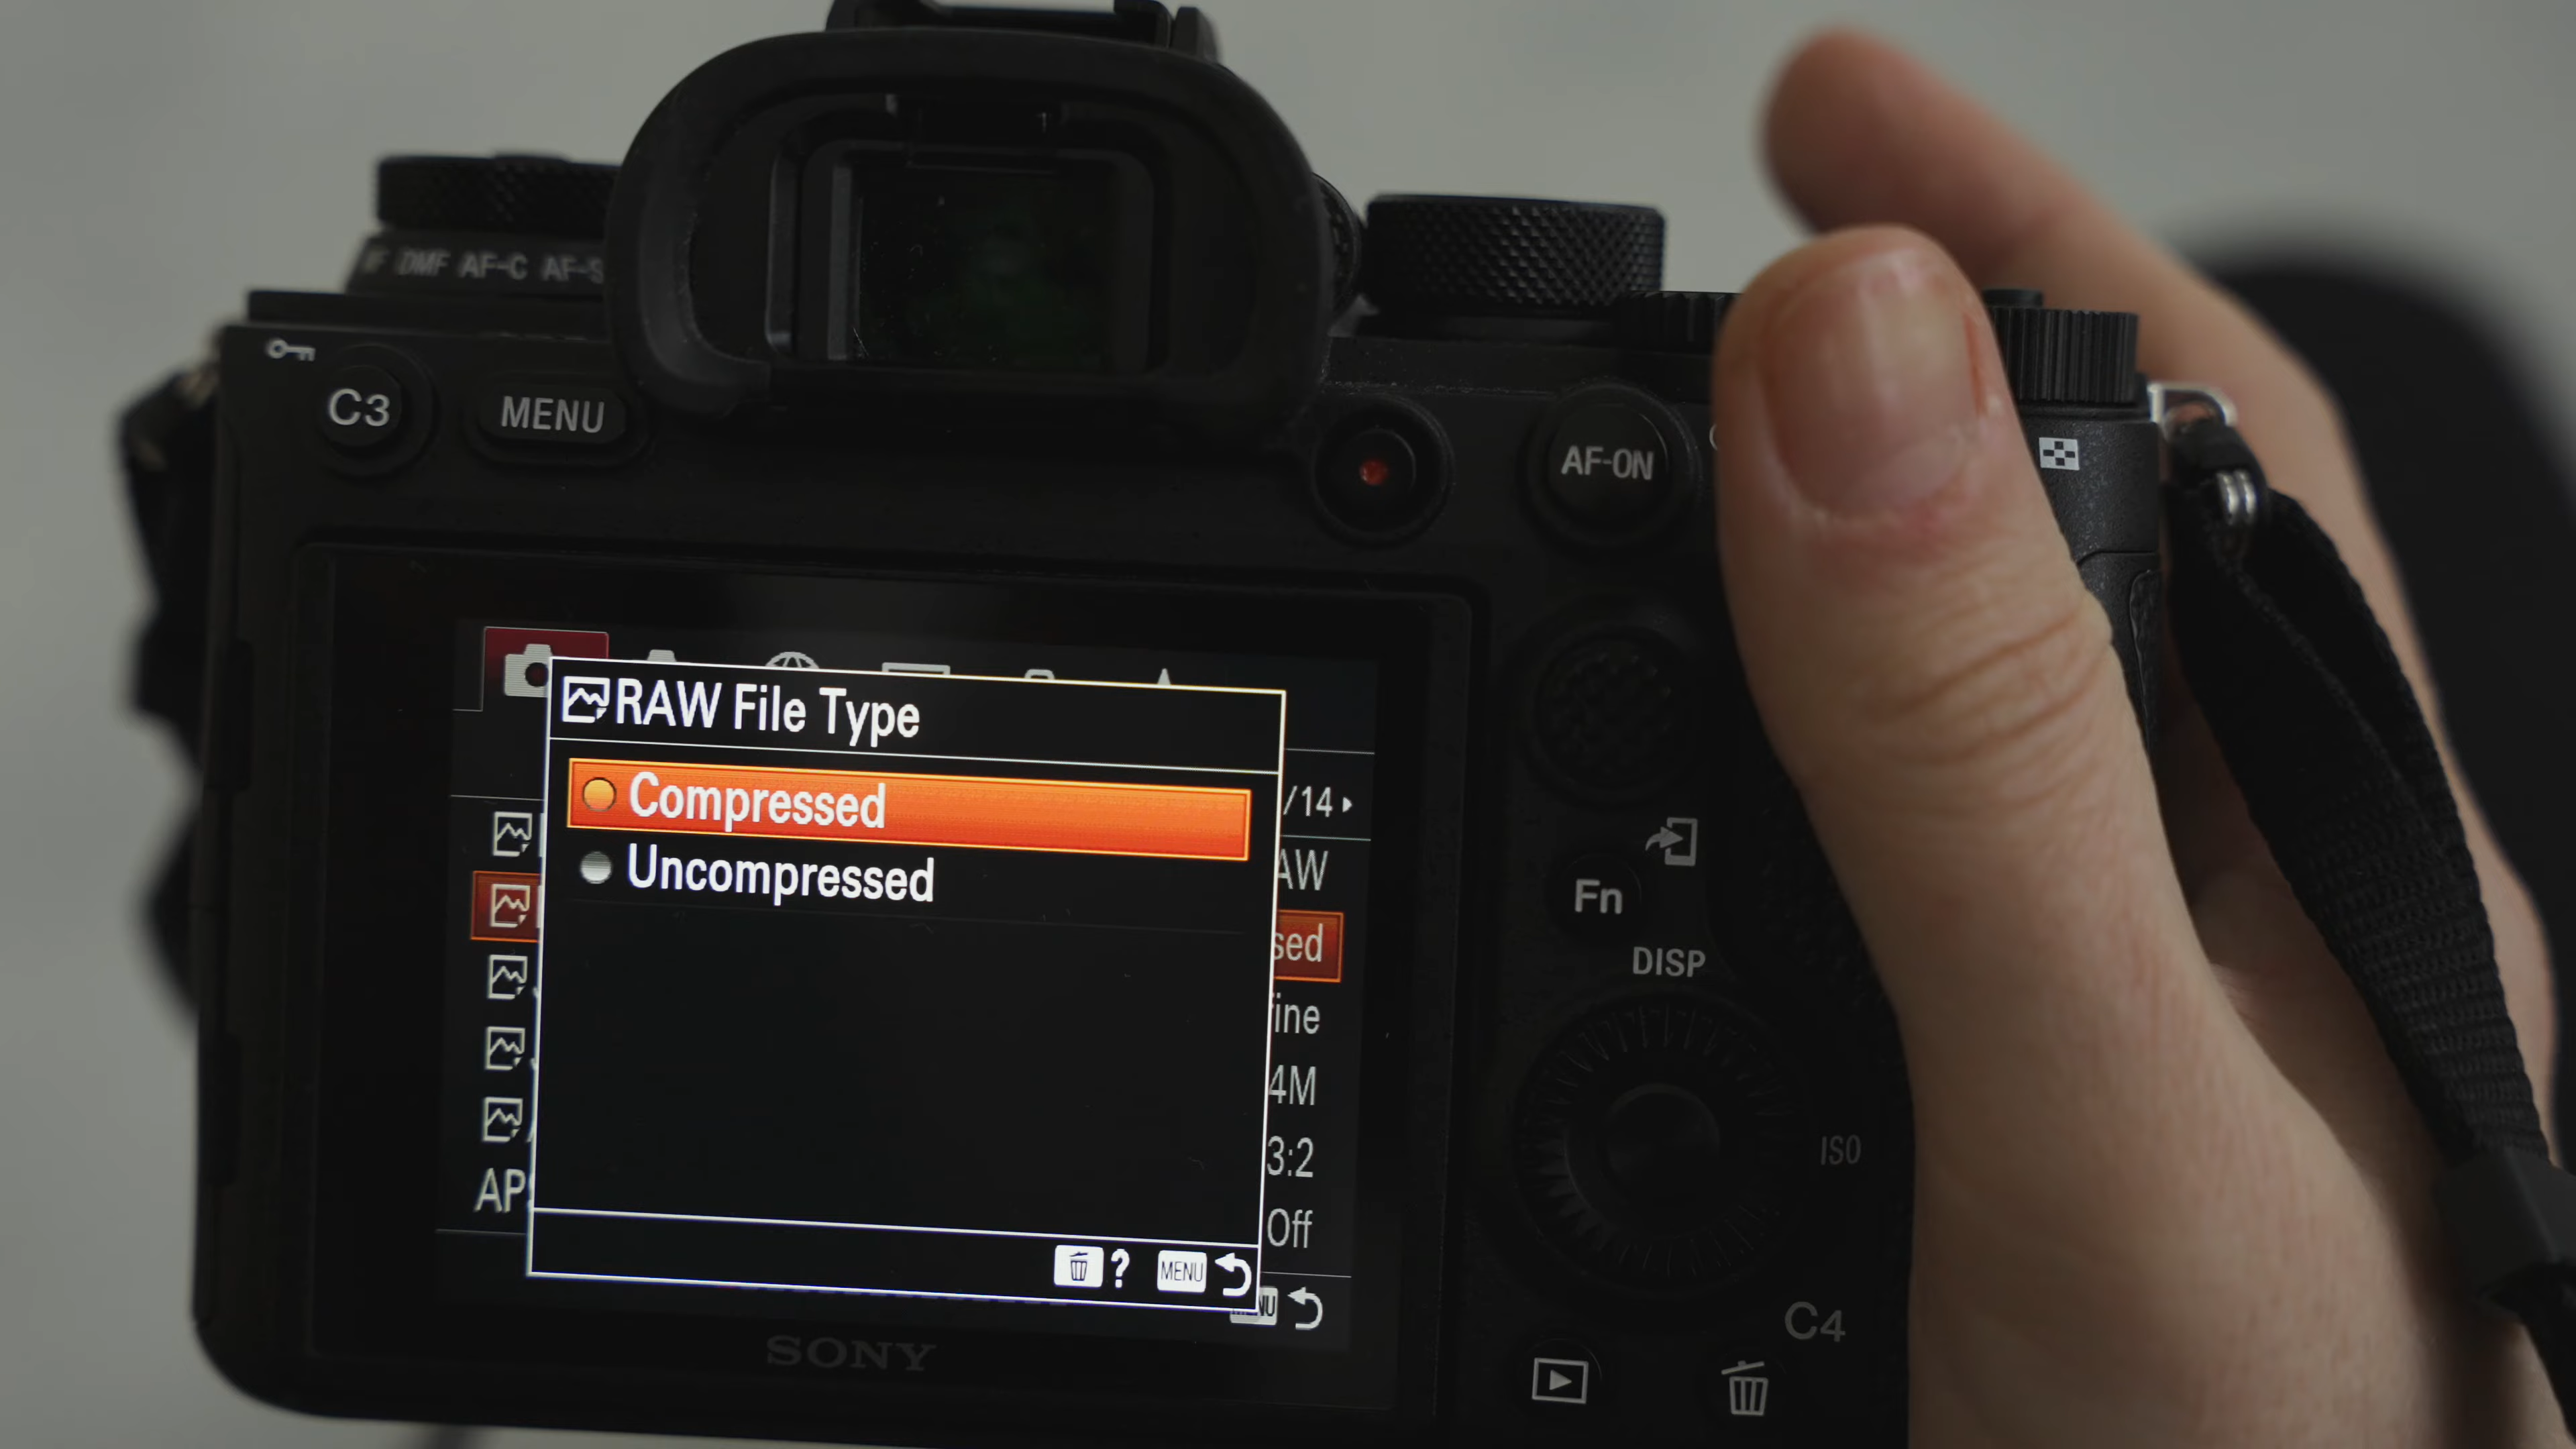 DMF AF-C AF-S
C3
MENU
AF-ON
RAW File Type
Compressed
/14
Uncompressed
AW
sed
ine
4M
3:2
AP
Off
? MENU
Fn
DISP
ISO
C4
SONY